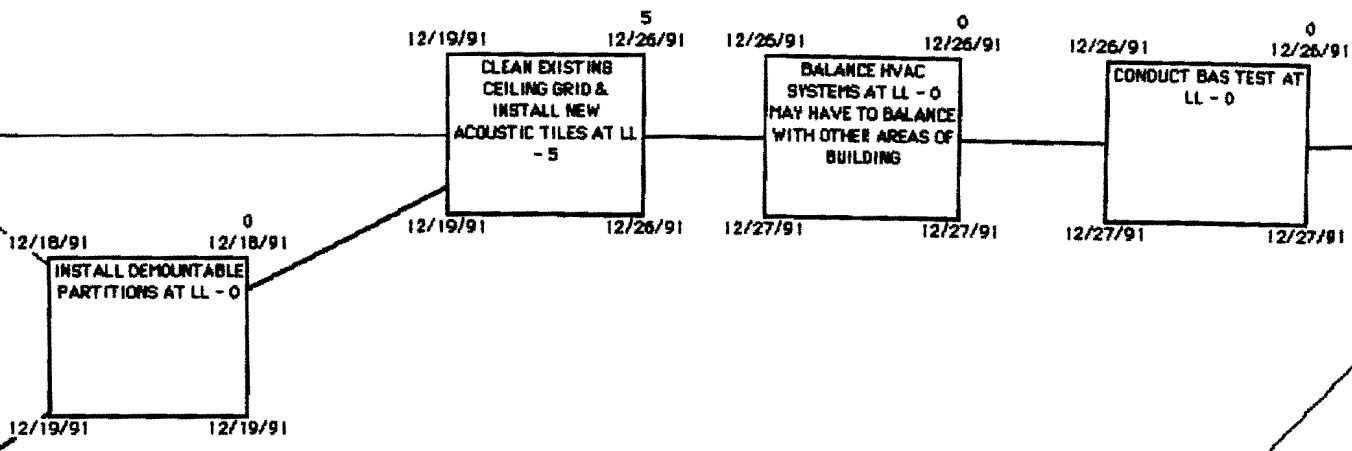 5
12/19/91 12/26/91
CLEAN EXISTING
CEILING GRID &
INSTALL NEW
ACOUSTIC TILES AT LL
- 5
12/19/91 12/26/91
0
12/26/91 12/26/91
BALANCE HVAC
SYSTEMS AT LL - 0
MAY HAVE TO BALANCE
WITH OTHER AREAS OF
BUILDING
12/27/91 12/27/91
0
12/26/91 12/26/91
CONDUCT BAS TEST AT
LL - 0
12/27/91 12/27/91
0
12/18/91 12/18/91
INSTALL DEMOUNTABLE
PARTITIONS AT LL - 0
12/19/91 12/19/91